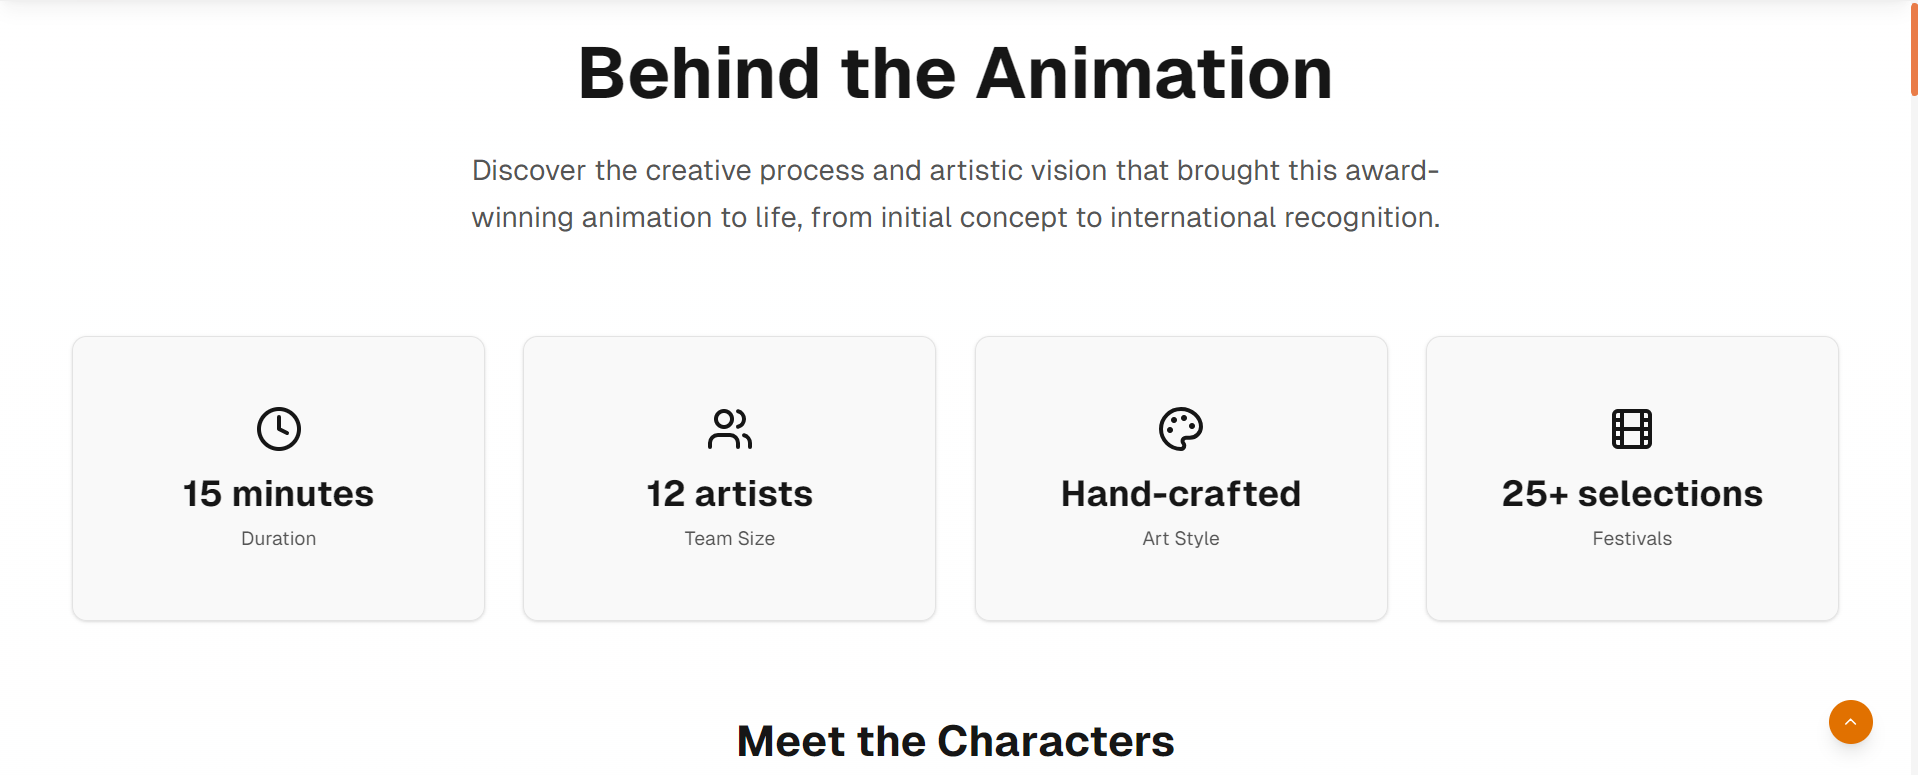 Behind the Animation
Discover the creative process and artistic vision that brought this award-
winning animation to life, from initial concept to international recognition.
15 minutes
Duration
12 artists
Team Size
Hand-crafted
Art Style
25+ selections
Festivals
Meet the Characters